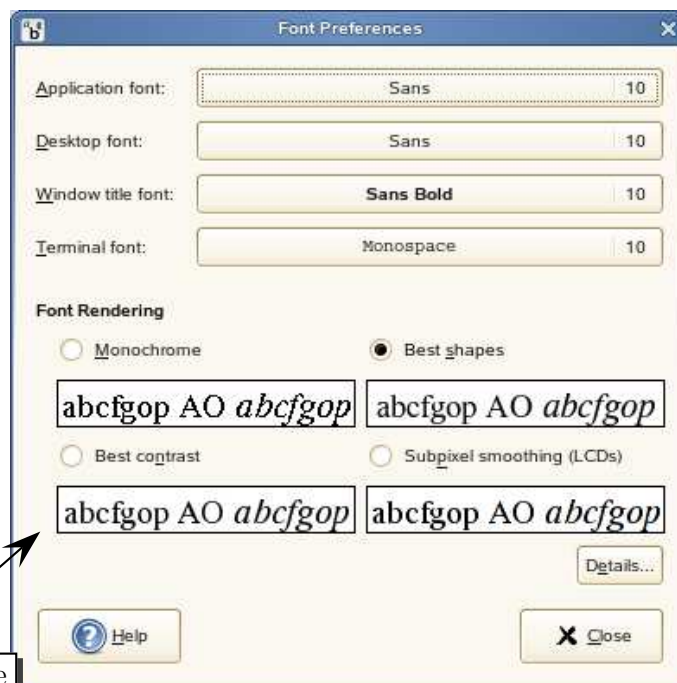 Font Preferences
Application font: Sans 10
Desktop font: Sans 10
Window title font: Sans Bold 10
Terminal font: Monospace 10
Font Rendering
Monochrome Best shapes
abcfgop AO abcfgop abcfgop AO abcfgop
Best contrast Subpixel smoothing (LCDs)
abcfgop AO abcfgop abcfgop AO abcfgop
Details...
Help Close